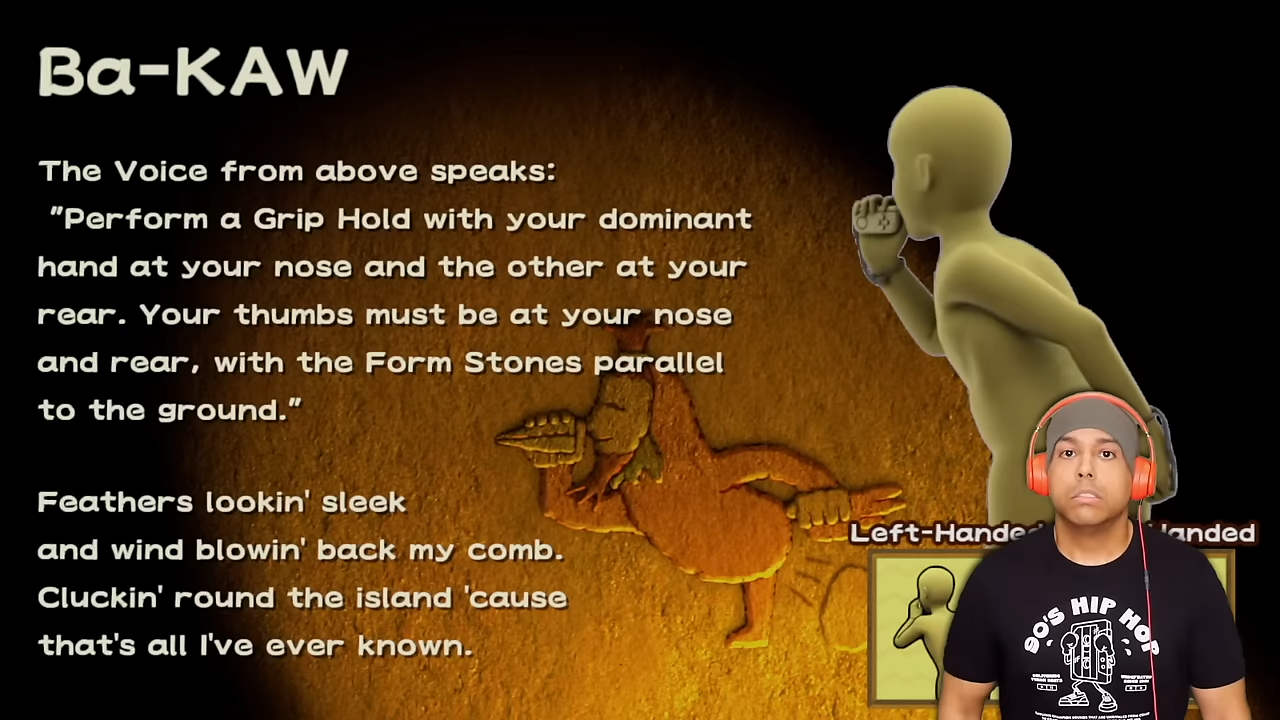 Ba-KAW
The Voice from above speaks:
"Perform a Grip Hold with your dominant
hand at your nose and the other at your
rear. Your thumbs must be at your nose
and rear, with the Form Stones parallel
to the ground."
Feathers lookin' sleek
and wind blowin' back my comb.
Cluckin' round the island 'cause
that's all I've ever known.
Left-Handed
Handed
90'S HIP HOP